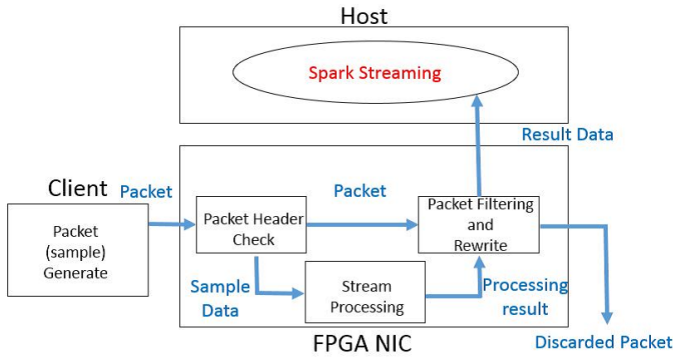 Host
Spark Streaming
Result Data
Client
Packet
Packet
(sample)
Generate
Packet Header
Check
Packet
Packet Filtering
and
Rewrite
Sample
Data
Stream
Processing
Processing
result
FPGA NIC
Discarded Packet